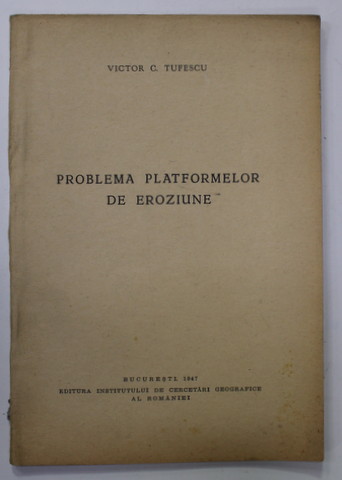 VICTOR C. TUFESCU
PROBLEMA PLATFORMELOR
DE EROZIUNE
BUCUREȘTI, 1947
EDITURA INSTITUTULUI DE CERCETĂRI GEOGRAFICE
AL ROMÂNIEI